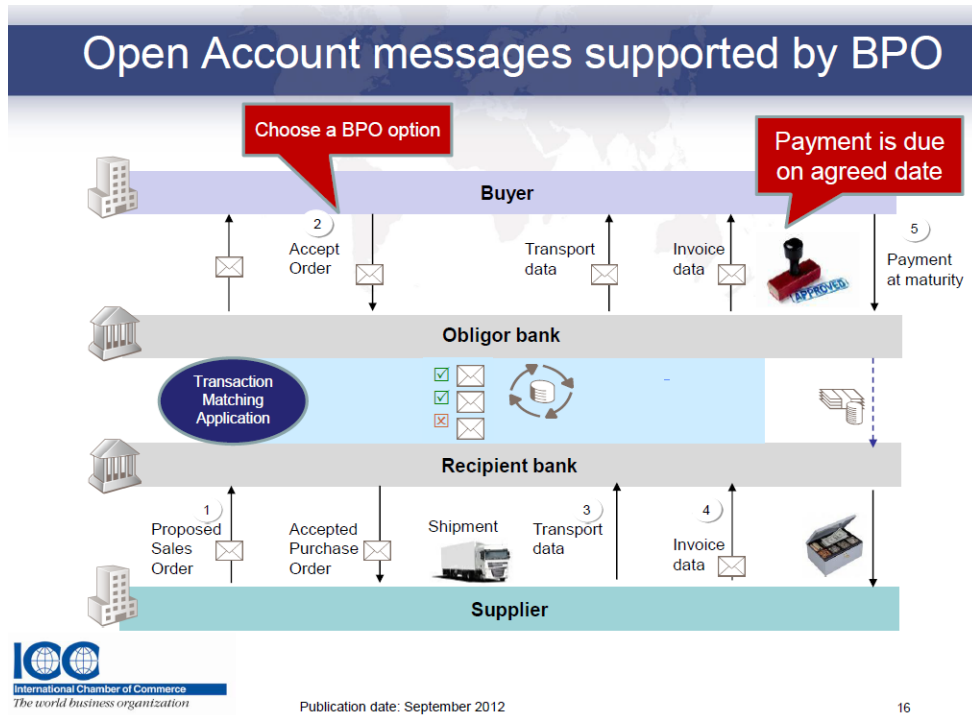 Open Account messages supported by BPO
Choose a BPO option
Payment is due
on agreed date
Buyer
2
Accept
Order
Transport
data
Invoice
data
APPROVED
5
Payment
at maturity
Obligor bank
Transaction
Matching
Application
Recipient bank
1
Proposed
Sales
Order
Accepted
Purchase
Order
Shipment
3
Transport
data
4
Invoice
data
Supplier
ICC
International Chamber of Commerce
The world business organization
Publication date: September 2012
16